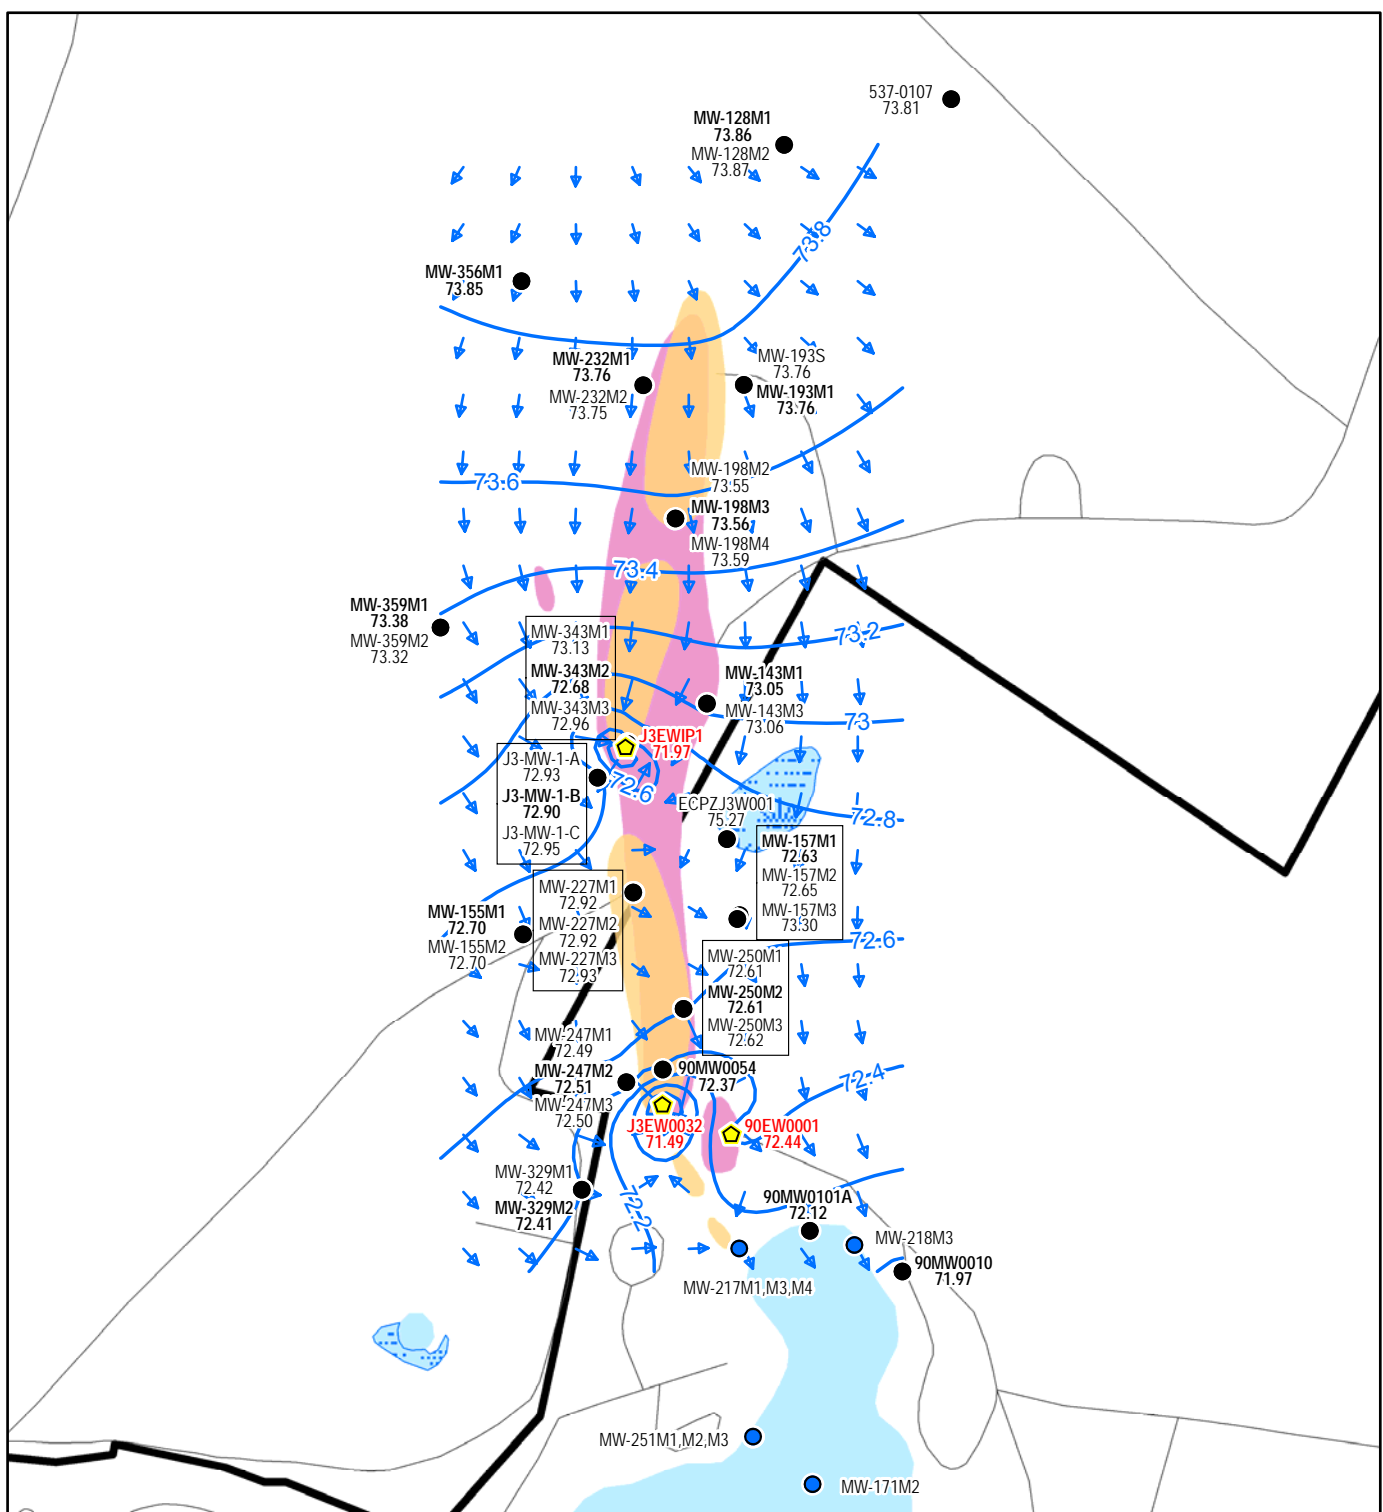 537-0107
73.81
MW-128M1
73.86
MW-128M2
73.87
73.8
MW-356M1
73.85
MW-232M1
73.76
MW-232M2
73.75
MW-193S
73.76
MW-193M1
73.76
73.6
MW-198M2
73.55
MW-198M3
73.56
MW-198M4
73.59
73.4
MW-359M1
73.38
MW-359M2
73.32
MW-343M1
73.13
MW-343M2
72.68
MW-343M3
72.96
73.2
MW-143M1
73.05
MW-143M3
73.06
73
J3EWIP1
71.97
J3-MW-1-A
72.93
J3-MW-1-B
72.90
J3-MW-1-C
72.95
72.6
ECPZJ3W001
75.27
72.8
MW-157M1
72.63
MW-157M2
72.65
MW-157M3
73.30
MW-227M1
72.92
MW-227M2
72.92
MW-227M3
72.93
MW-155M1
72.70
MW-155M2
72.70
72.6
MW-250M1
72.61
MW-250M2
72.61
MW-250M3
72.62
MW-247M1
72.49
MW-247M2
72.51
MW-247M3
72.50
90MW0054
72.37
72.4
J3EW0032
71.49
90EW0001
72.44
MW-329M1
72.42
MW-329M2
72.41
72.2
90MW0101A
72.12
MW-218M3
90MW0010
71.97
MW-217M1,M3,M4
MW-251M1,M2,M3
MW-171M2